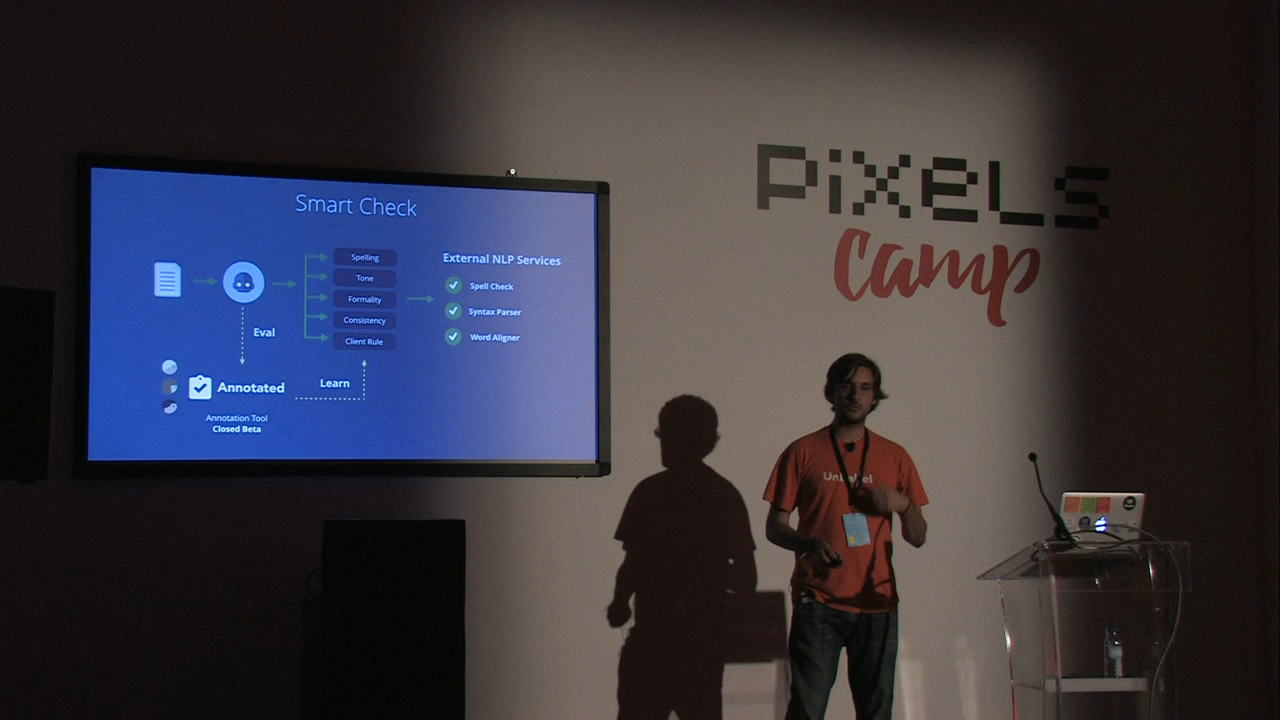 Smart Check
Spelling
Tone
Formality
Consistency
Client Rule
External NLP Services
Spell Check
Syntax Parser
Word Aligner
Eval
Annotated
Learn
Annotation Tool
Closed Beta
PiXELS
Camp